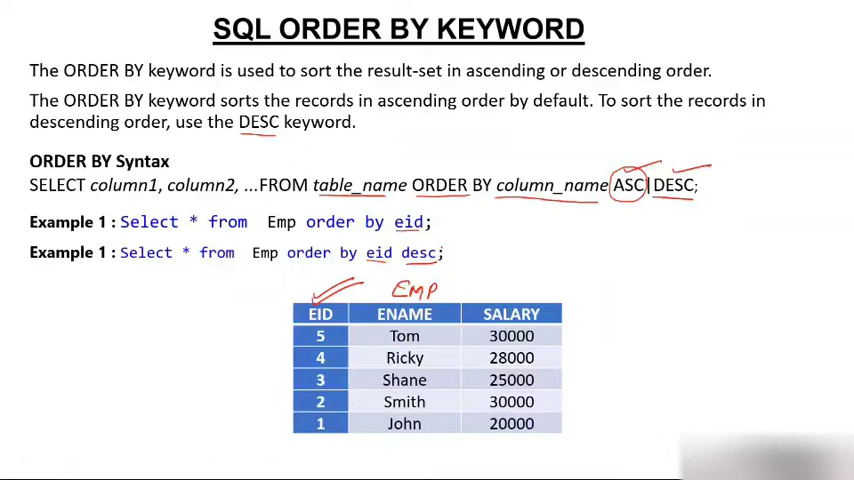 SQL ORDER BY KEYWORD
The ORDER BY keyword is used to sort the result-set in ascending or descending order.
The ORDER BY keyword sorts the records in ascending order by default. To sort the records in
descending order, use the DESC keyword.
ORDER BY Syntax
SELECT column1, column2, ...FROM table_name ORDER BY column_name ASC|DESC;
Example 1 : Select * from Emp order by eid;
Example 1 : Select * from Emp order by eid desc;
EMP
EID ENAME SALARY
5 Tom 30000
4 Ricky 28000
3 Shane 25000
2 Smith 30000
1 John 20000